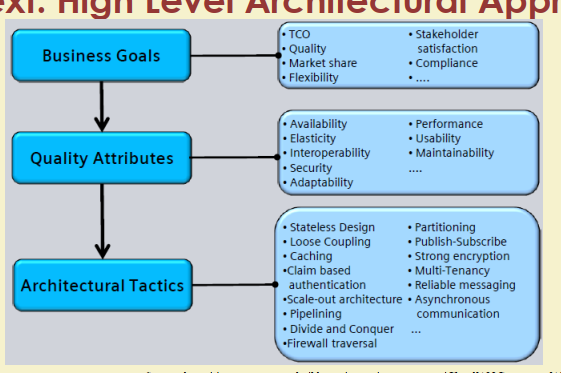 ext: High Level Architectural Appr
Business Goals
• TCO
• Quality
• Market share
• Flexibility
• Stakeholder
satisfaction
• Compliance
• ....
Quality Attributes
• Availability
• Elasticity
• Interoperability
• Security
• Adaptability
• Performance
• Usability
• Maintainability
....
Architectural Tactics
• Stateless Design
• Loose Coupling
• Caching
•Claim based
authentication
•Scale-out architecture
• Pipelining
• Divide and Conquer
•Firewall traversal
• Partitioning
• Publish-Subscribe
• Strong encryption
• Multi-Tenancy
• Reliable messaging
• Asynchronous
communication
...